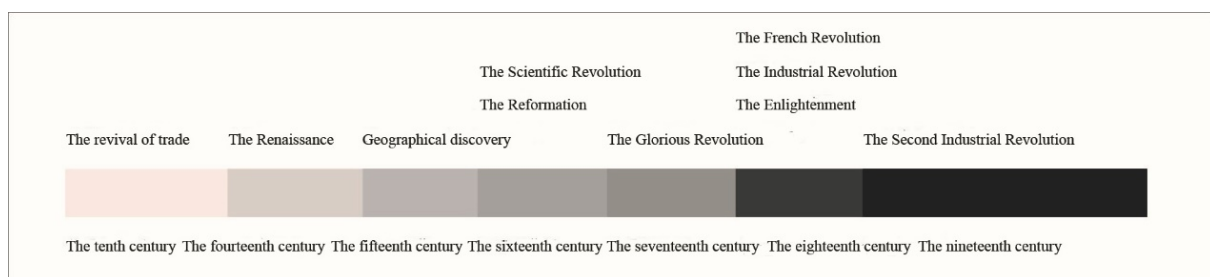 The French Revolution
The Scientific Revolution The Industrial Revolution
The Reformation The Enlightenment
The revival of trade The Renaissance Geographical discovery The Glorious Revolution The Second Industrial Revolution
The tenth century The fourteenth century The fifteenth century The sixteenth century The seventeenth century The eighteenth century The nineteenth century